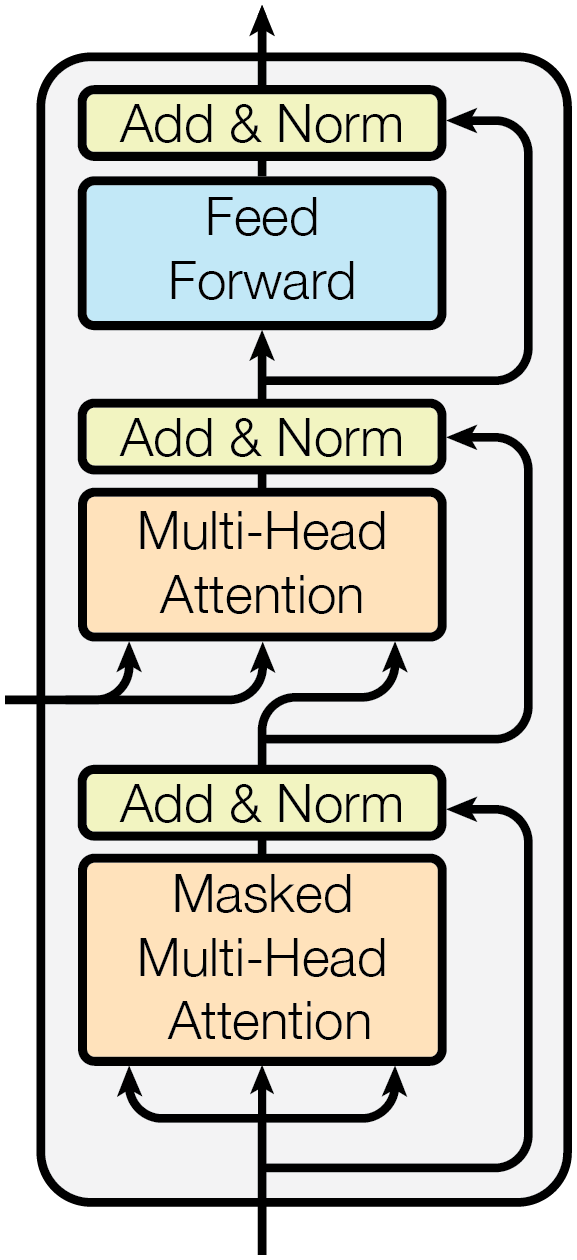 Add & Norm
Feed
Forward
Add & Norm
Multi-Head
Attention
Add & Norm
Masked
Multi-Head
Attention